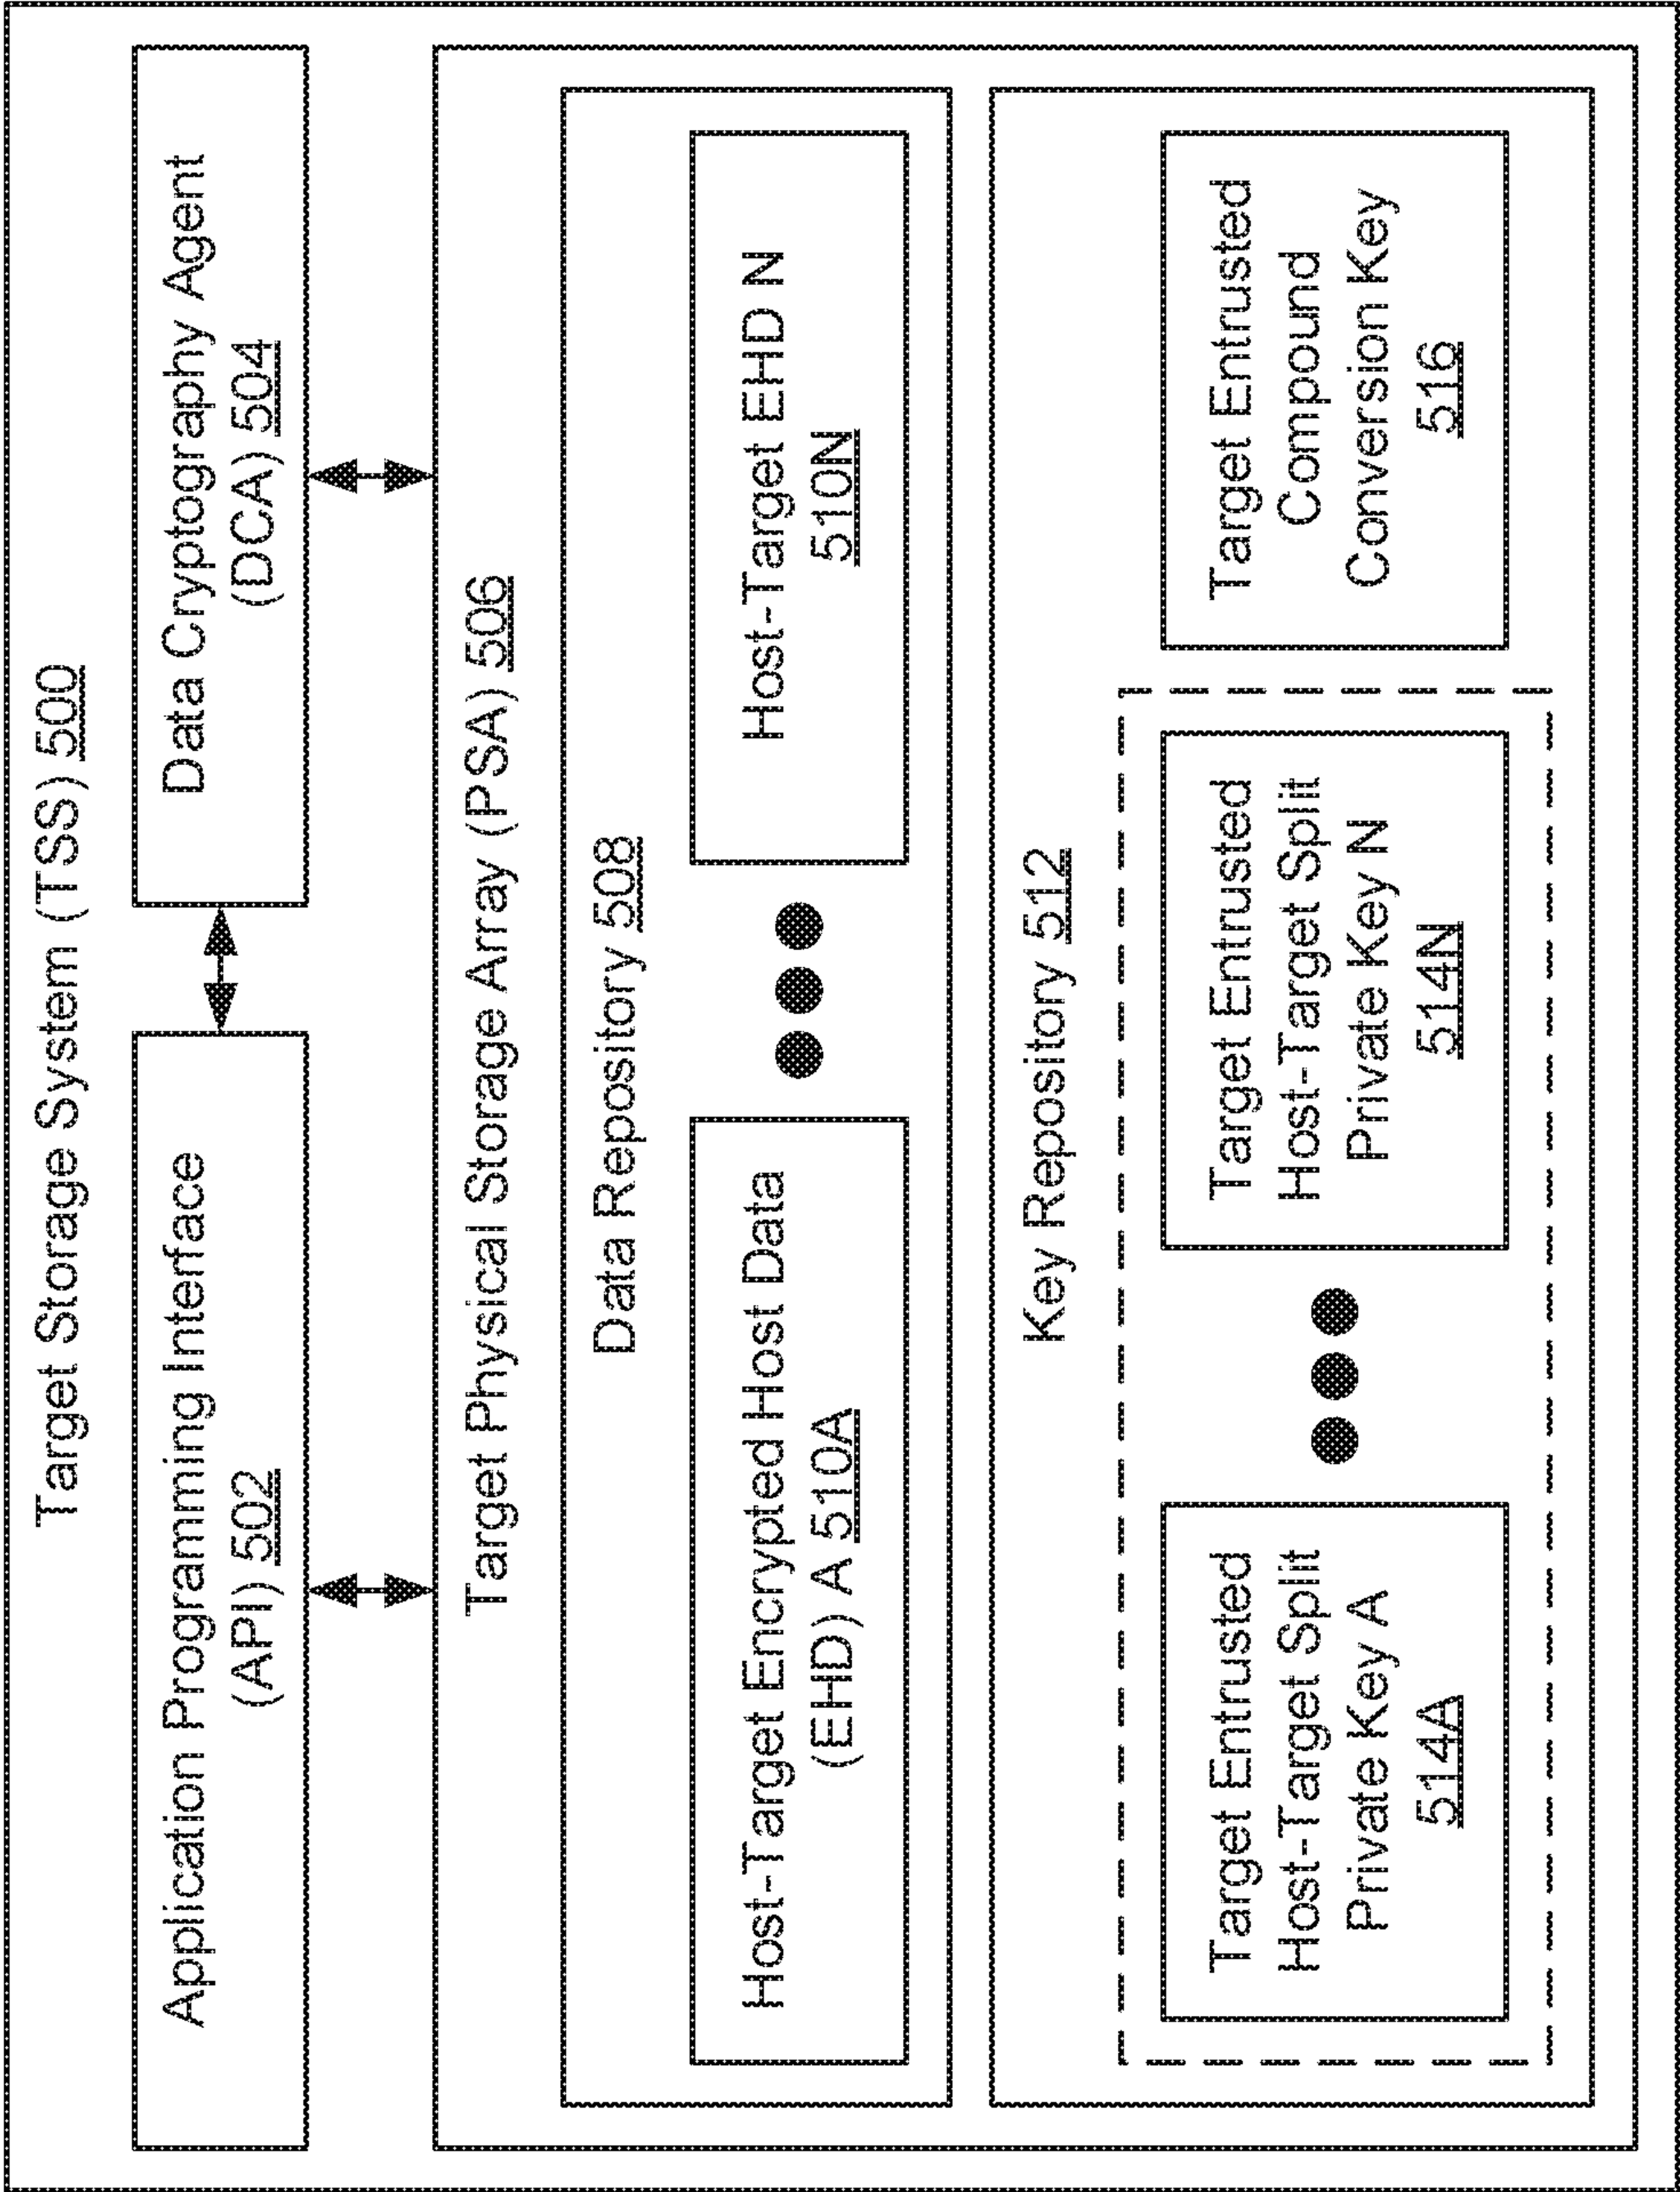 Target Storage System (TSS) 500
Application Programming Interface
(API) 502
Data Cryptography Agent
(DCA) 504
Target Physical Storage Array (PSA) 506
Data Repository 508
Host-Target Encrypted Host Data
(EHD) A 510A
Host-Target EHD N
510N
Key Repository 512
Target Entrusted
Host-Target Split
Private Key A
514A
Target Entrusted
Host-Target Split
Private Key N
514N
Target Entrusted
Compound
Conversion Key
516